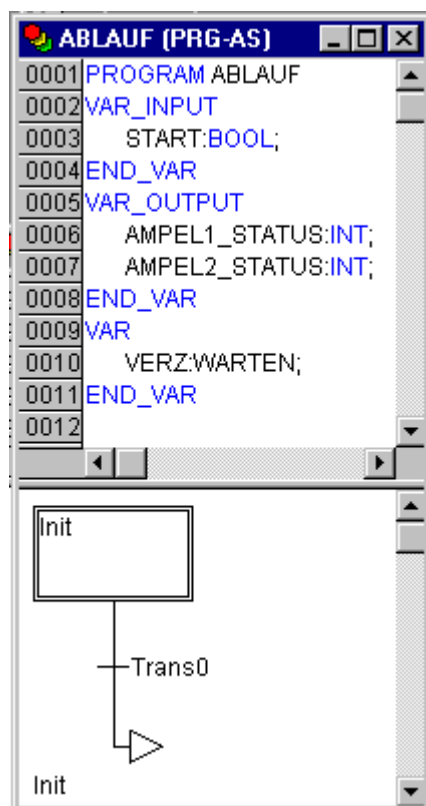 ABLAUF (PRG-AS)
0001 PROGRAM ABLAUF
0002 VAR_INPUT
0003 START:BOOL;
0004 END_VAR
0005 VAR_OUTPUT
0006 AMPEL1_STATUS:INT;
0007 AMPEL2_STATUS:INT;
0008 END_VAR
0009 VAR
0010 VERZ:WARTEN;
0011 END_VAR
0012
Init
Trans0
Init